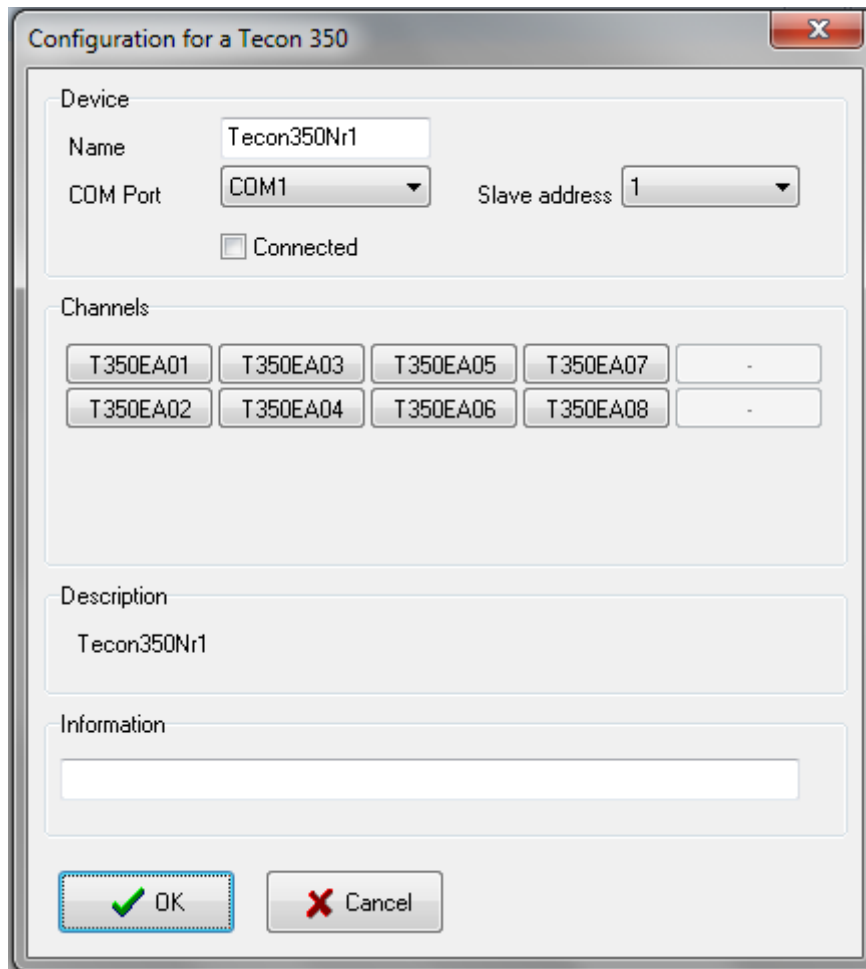 Configuration for a Tecon 350
Device
Name Tecon350Nr1
COM Port COM1 Slave address 1
Connected
Channels
T350EA01 T350EA03 T350EA05 T350EA07 -
T350EA02 T350EA04 T350EA06 T350EA08 -
Description
Tecon350Nr1
Information
OK Cancel